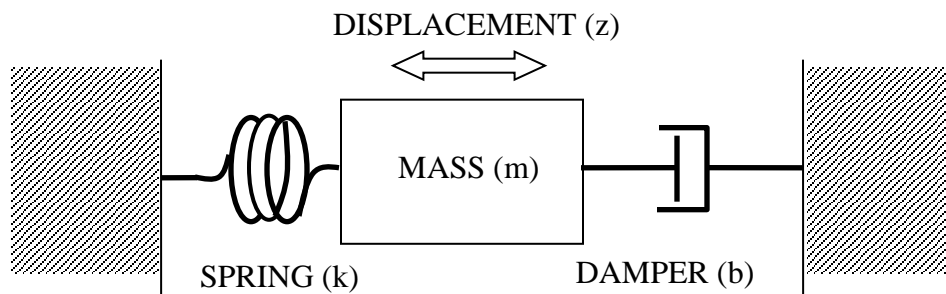 DISPLACEMENT (z)
MASS (m)
SPRING (k)
DAMPER (b)